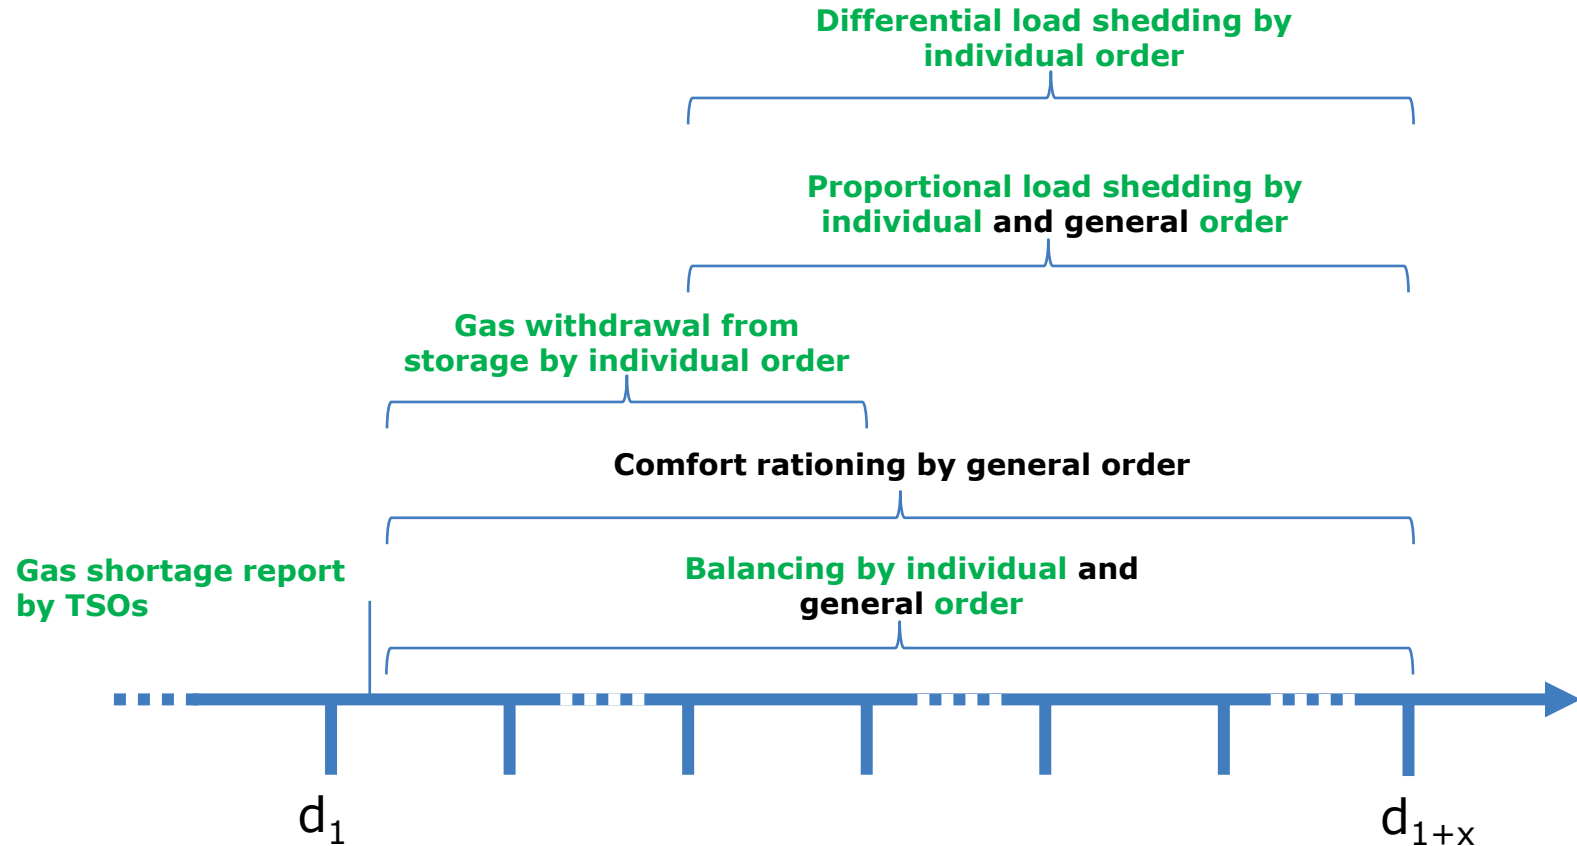 Differential load shedding by
individual order
Proportional load shedding by
individual and general order
Gas withdrawal from
storage by individual order
Comfort rationing by general order
Gas shortage report
by TSOs
Balancing by individual and
general order
d₁
d₁₊ₓ